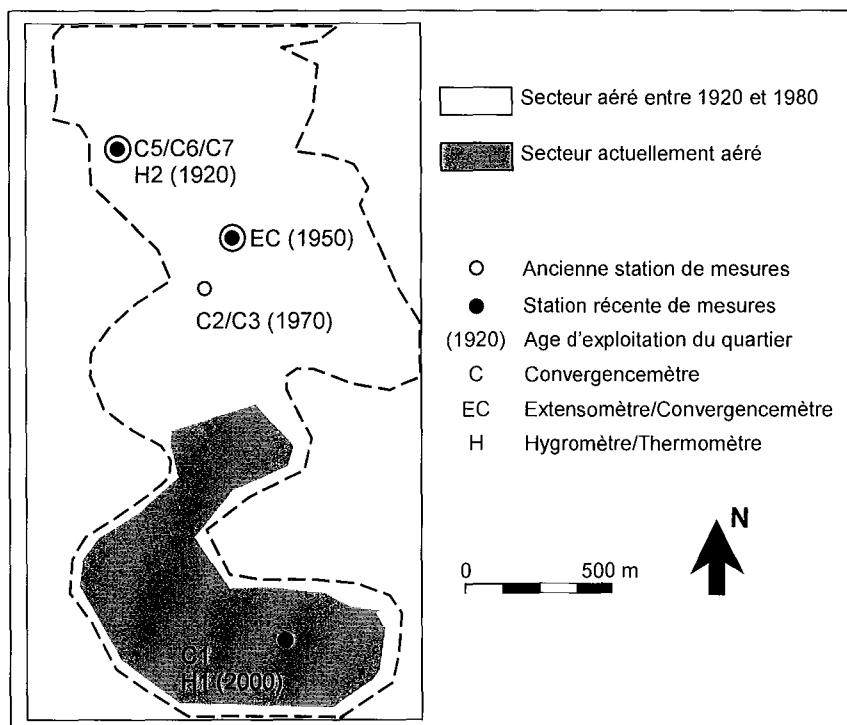 C5/C6/C7
H2 (1920)
EC (1950)
C2/C3 (1970)
C1
H1 (2000)
Secteur aéré entre 1920 et 1980
Secteur actuellement aéré
Ancienne station de mesures
Station récente de mesures
(1920) Age d'exploitation du quartier
C Convergencemètre
EC Extensomètre/Convergencemètre
H Hygromètre/Thermomètre
N
0 500 m